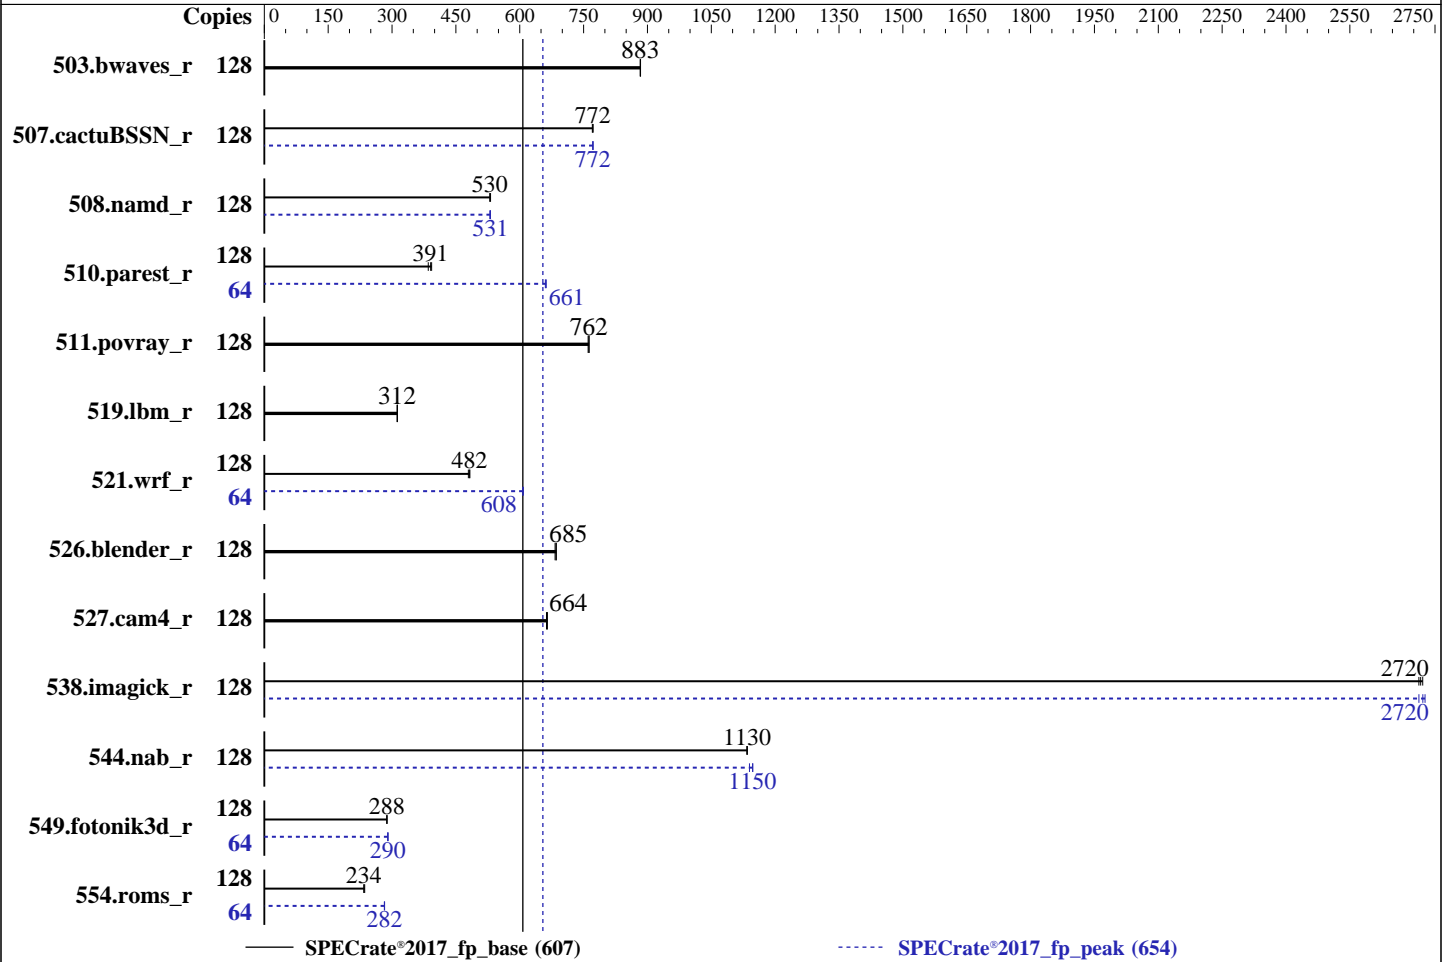 Copies 0 150 300 450 600 750 900 1050 1200 1350 1500 1650 1800 1950 2100 2250 2400 2550 2750
883
503.bwaves_r 128
772
507.cactuBSSN_r 128
772
530
508.namd_r 128
531
128 391
510.parest_r
64 661
762
511.povray_r 128
312
519.lbm_r 128
128 482
521.wrf_r
64 608
685
526.blender_r 128
664
527.cam4_r 128
2720
538.imagick_r 128
2720
1130
544.nab_r 128
1150
128 288
549.fotonik3d_r
64 290
128 234
554.roms_r
64 282
SPECrate®2017_fp_base (607) SPECrate®2017_fp_peak (654)